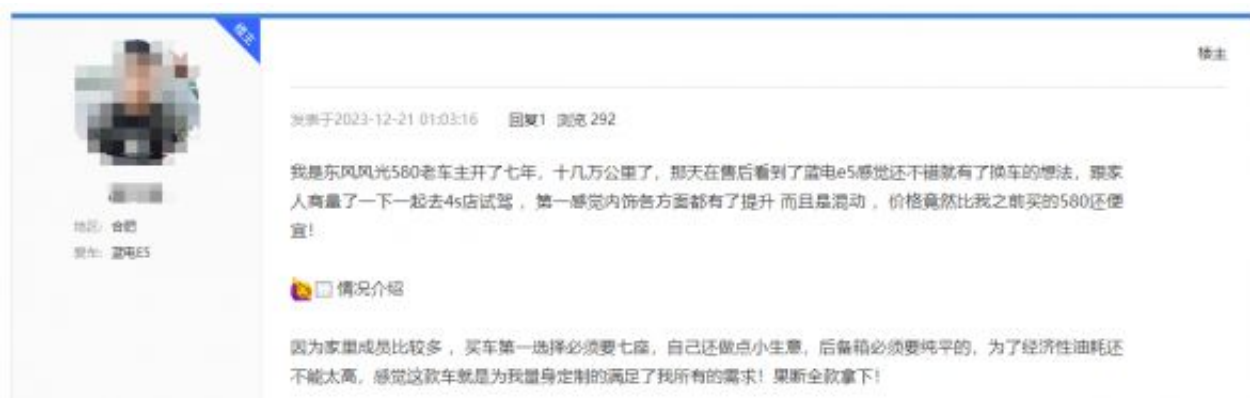 楼主
楼主
发表于2023-12-21 01:03:16 回复1 浏览 292
我是东风风光580老车主开了七年，十几万公里了，那天在售后看到了蓝电e5感觉还不错就有了换车的想法，跟家
人商量了一下一起去4s店试驾 ，第一感觉内饰各方面都有了提升 而且是混动 ，价格竟然比我之前买的580还便
宜！
地区: 合肥
爱车: 蓝电E5
情况介绍
因为家里成员比较多 ，买车第一选择必须要七座，自己还做点小生意，后备箱必须要纯平的，为了经济性油耗还
不能太高，感觉这款车就是为我量身定制的满足了我所有的需求！果断全款拿下！